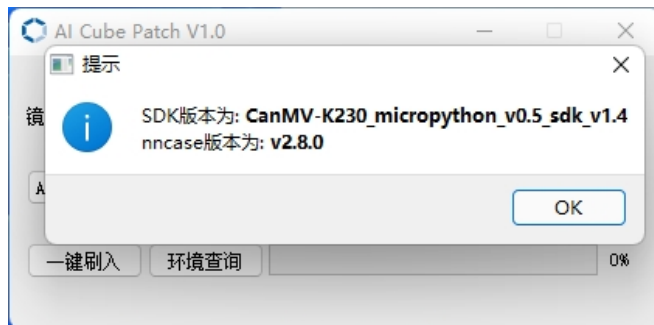 AI Cube Patch V1.0
提示
镜
SDK版本为: CanMV-K230_micropython_v0.5_sdk_v1.4
nncase版本为: v2.8.0
A
OK
一键刷入 环境查询 0%